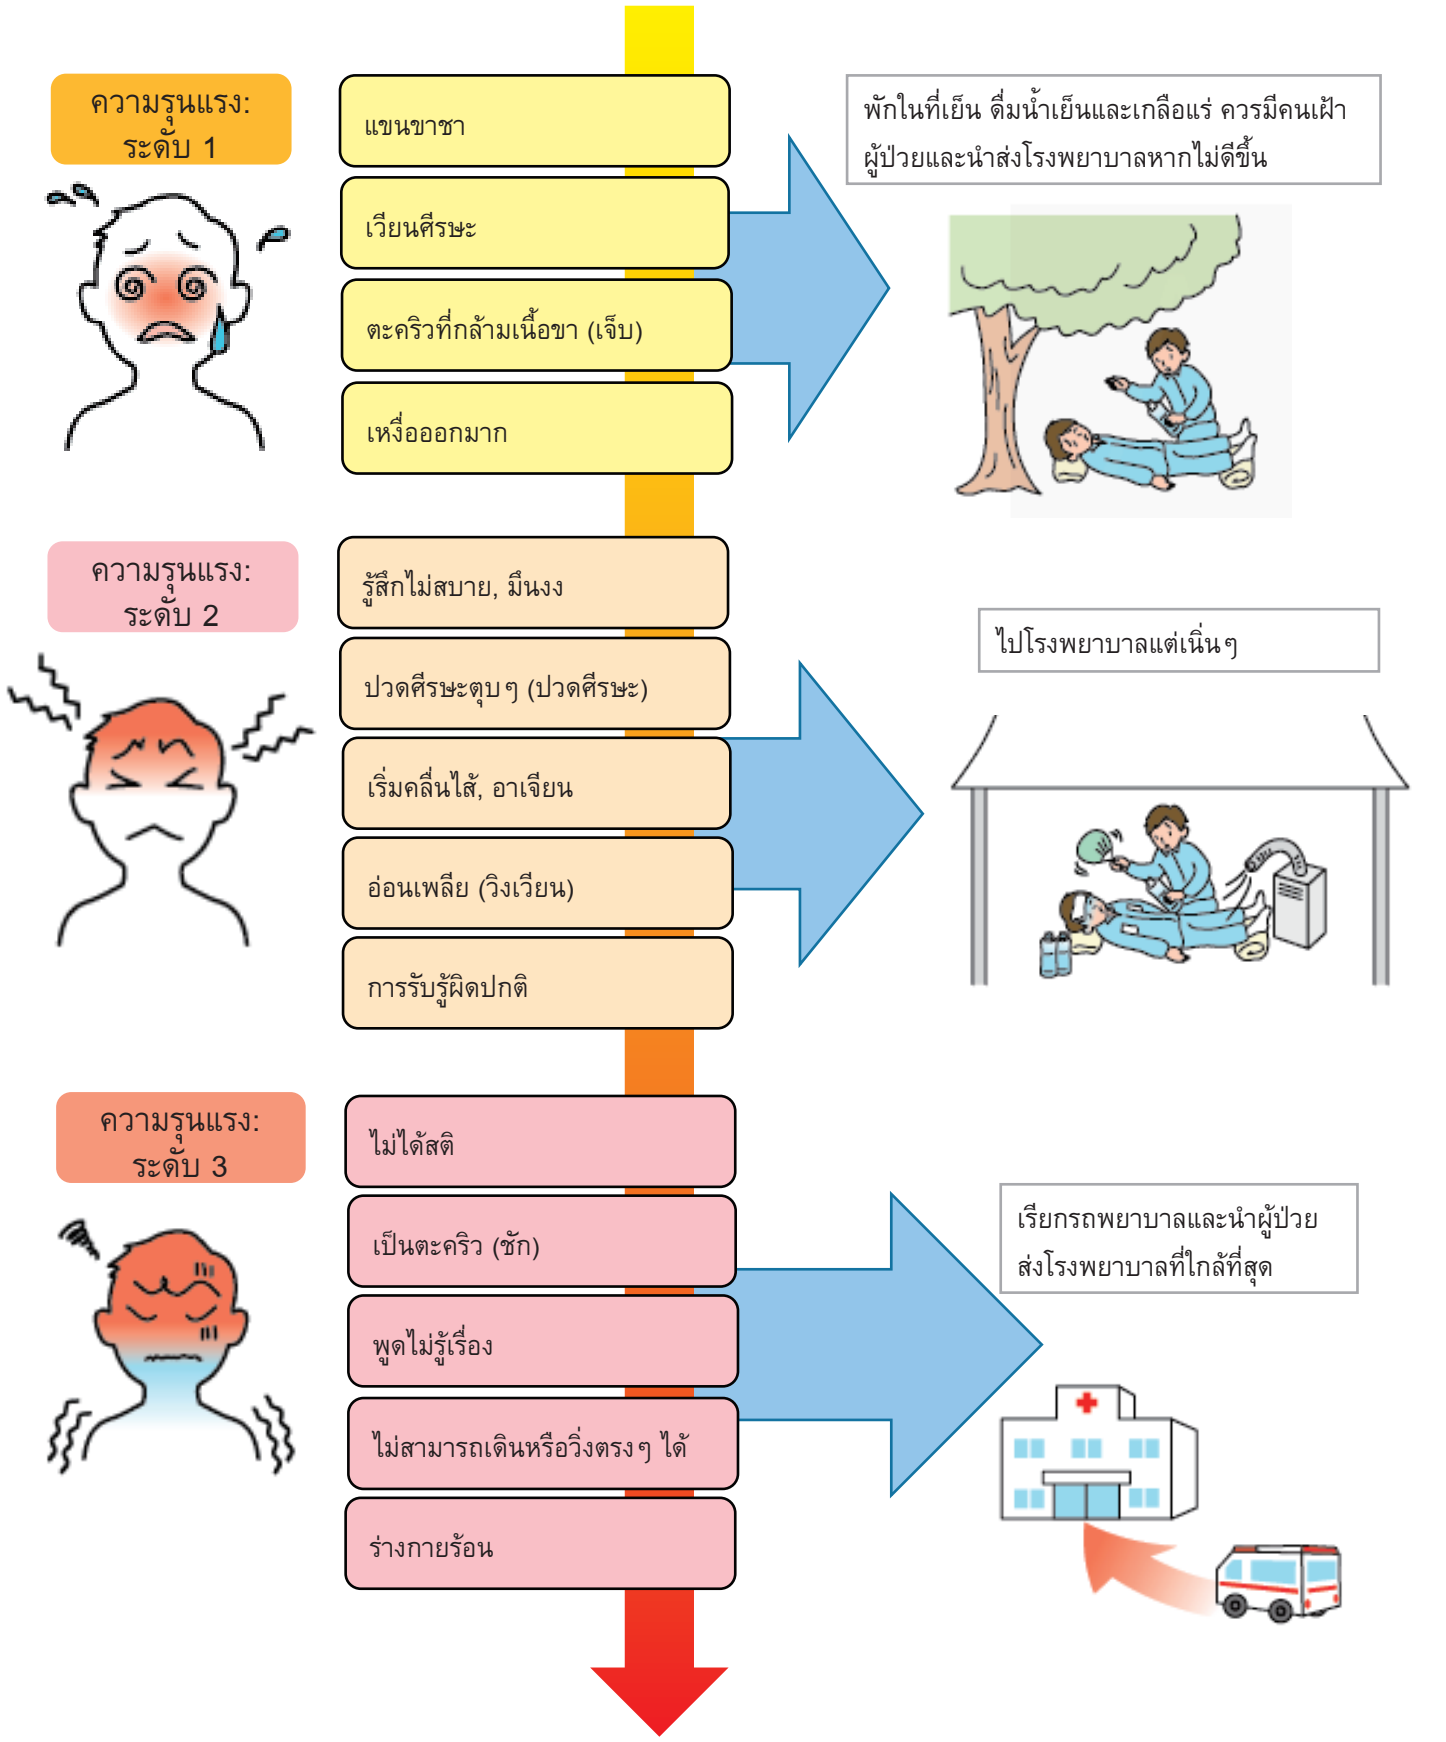 ความรุนแรง:
ระดับ 1
แขนขาชา
เวียนศีรษะ
ตะคริวที่กล้ามเนื้อขา (เจ็บ)
เหงื่อออกมาก
พักในที่เย็น ดื่มน้ำเย็นและเกลือแร่ ควรมีคนเฝ้า
ผู้ป่วยและนำส่งโรงพยาบาลหากไม่ดีขึ้น
ความรุนแรง:
ระดับ 2
รู้สึกไม่สบาย, มึนงง
ปวดศีรษะตุบๆ (ปวดศีรษะ)
เริ่มคลื่นไส้, อาเจียน
อ่อนเพลีย (วิงเวียน)
การรับรู้ผิดปกติ
ไปโรงพยาบาลแต่เนิ่นๆ
ความรุนแรง:
ระดับ 3
ไม่ได้สติ
เป็นตะคริว (ชัก)
พูดไม่รู้เรื่อง
ไม่สามารถเดินหรือวิ่งตรงๆ ได้
ร่างกายร้อน
เรียกรถพยาบาลและนำผู้ป่วย
ส่งโรงพยาบาลที่ใกล้ที่สุด